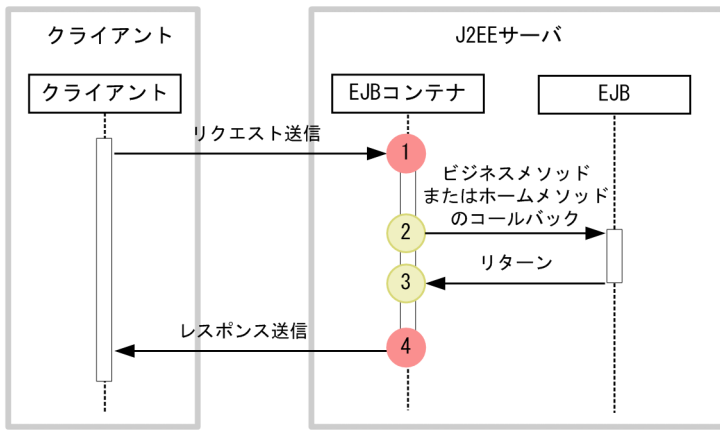 クライアント
J2EEサーバ
クライアント
EJBコンテナ
EJB
リクエスト送信
1
ビジネスメソッド
またはホームメソッド
のコールバック
2
リターン
3
レスポンス送信
4